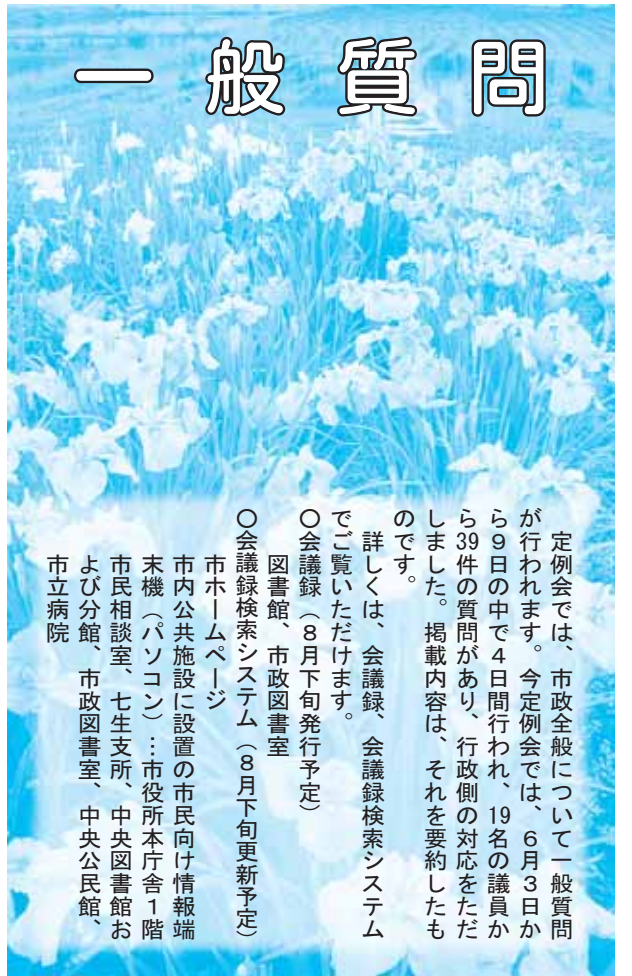 一般質問
定例会では、市政全般について一般質問
が行われます。今定例会では、６月３日か
ら９日の中で４日間行われ、19名の議員か
ら39件の質問があり、行政側の対応をただ
しました。掲載内容は、それを要約したも
のです。
詳しくは、会議録、会議録検索システム
でご覧いただけます。
〇会議録（８月下旬発行予定）
図書館、市政図書室
〇会議録検索システム（８月下旬更新予定）
市ホームページ
市内公共施設に設置の市民向け情報端
末機（パソコン）…市役所本庁舎１階
市民相談室、七生支所、中央図書館お
よび分館、市政図書室、中央公民館、
市立病院